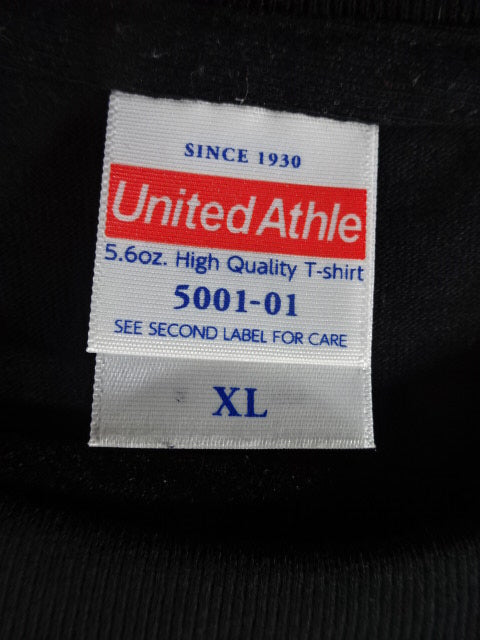 SINCE 1930
United Athle
5.6oz. High Quality T-shirt
5001-01
SEE SECOND LABEL FOR CARE
XL